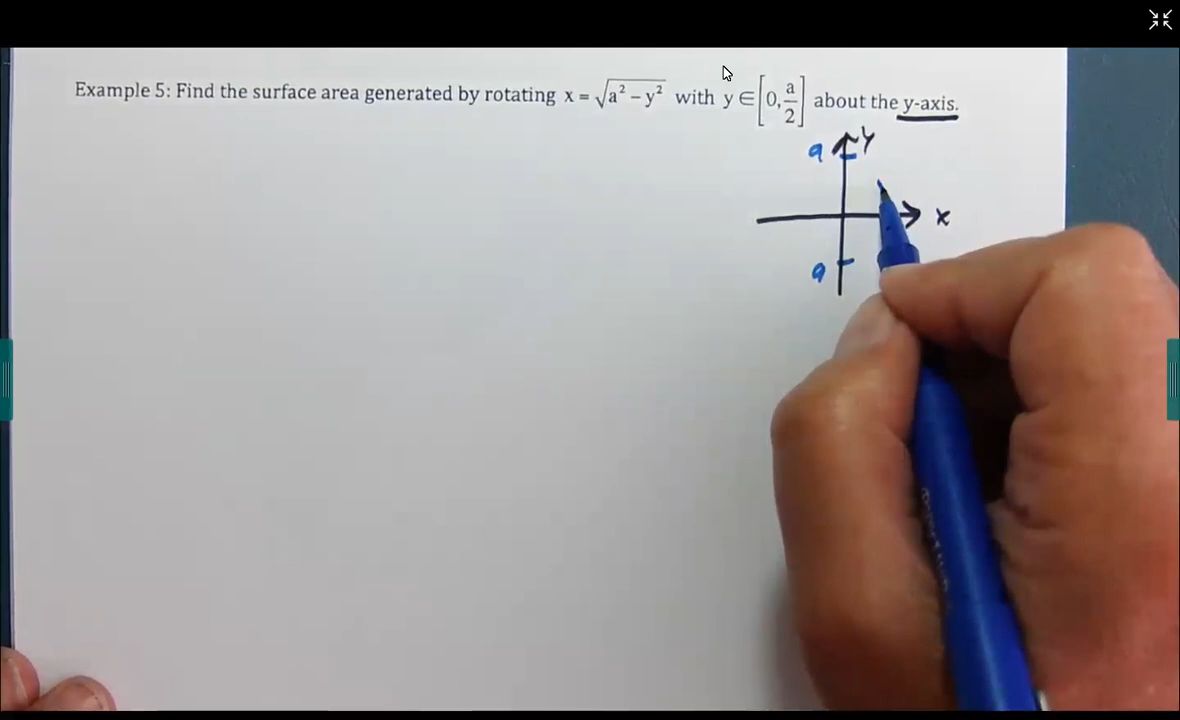 Example 5: Find the surface area generated by rotating x = √(a² – y²) with y ∈ [0, a/2] about the y-axis.
a y
x
a